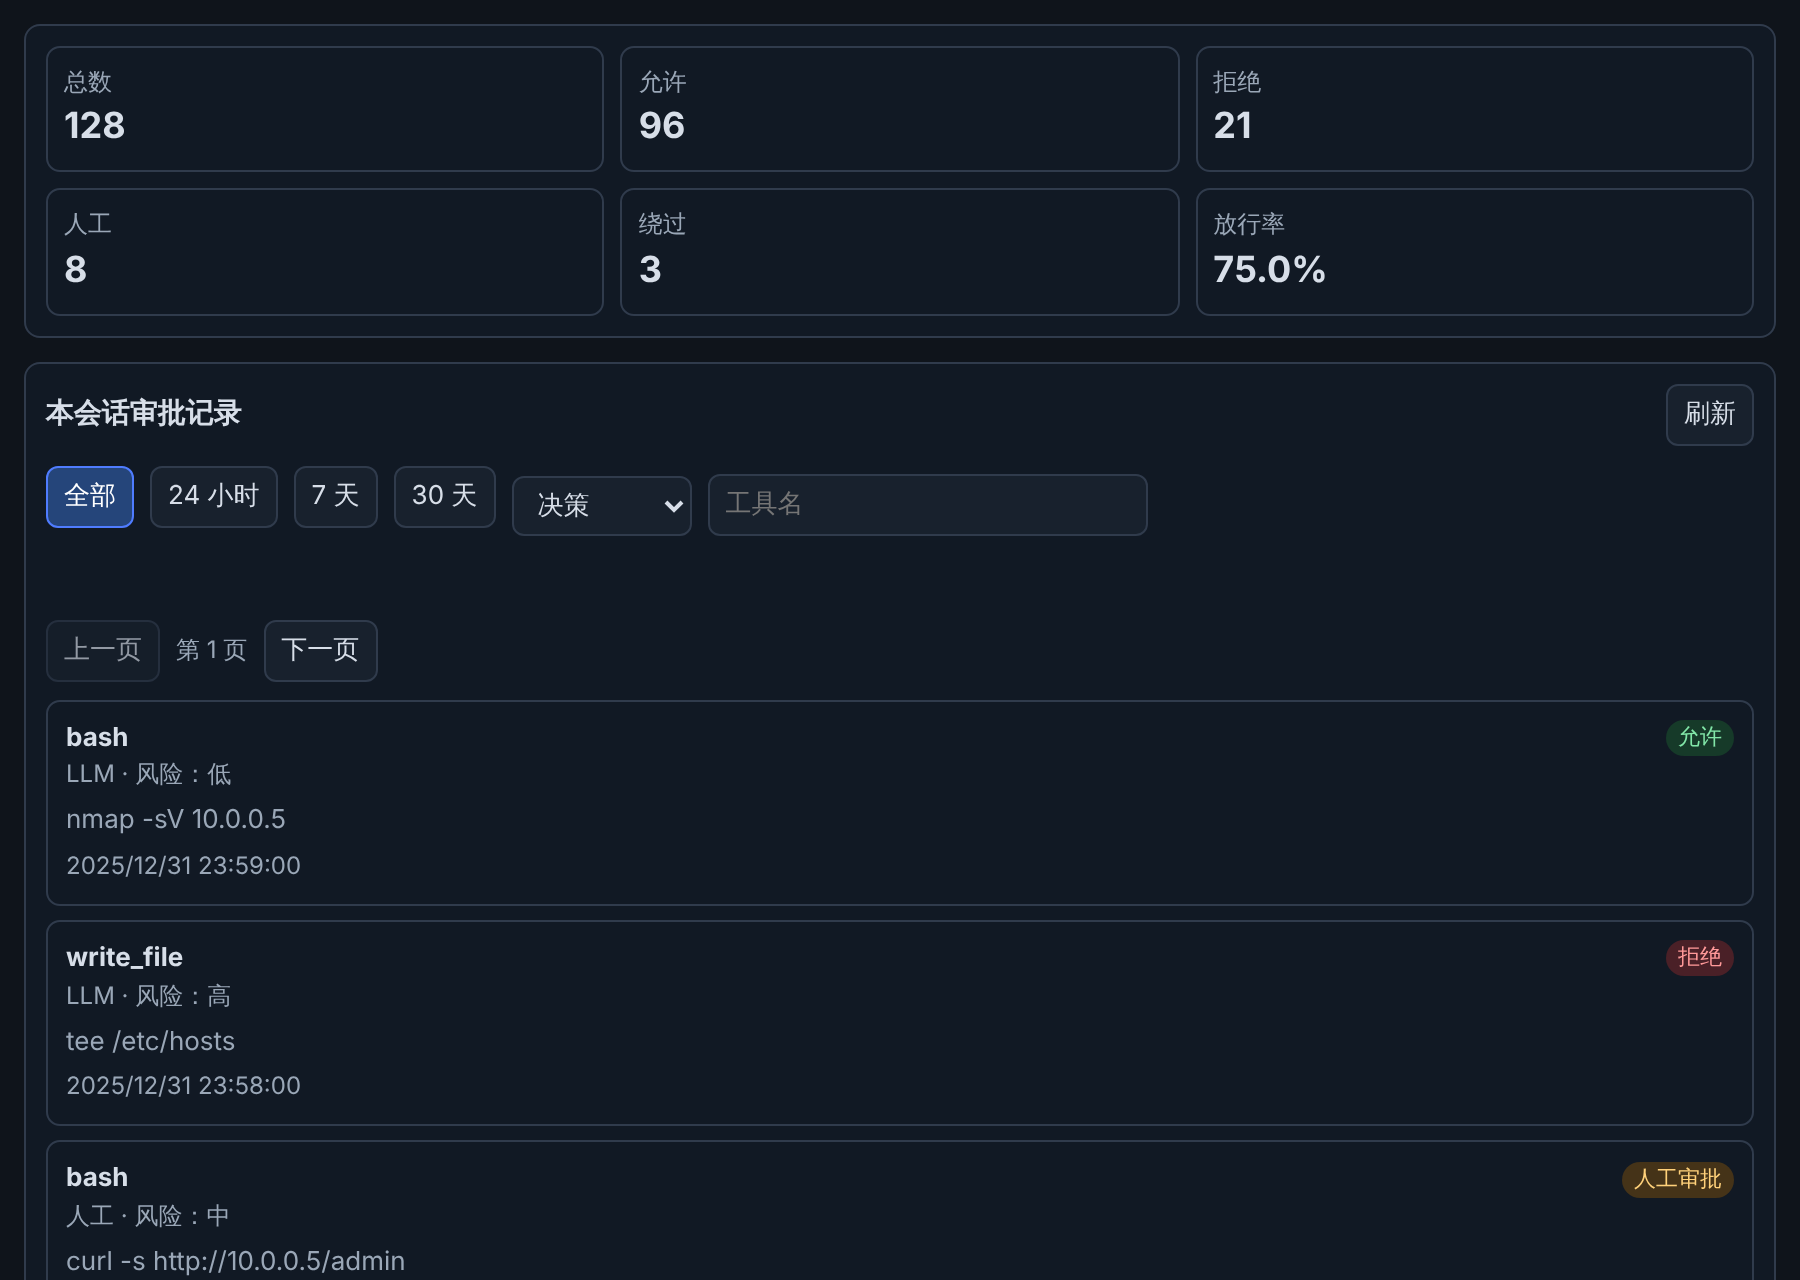 总数
128
允许
96
拒绝
21
人工
8
绕过
3
放行率
75.0%
本会话审批记录
刷新
全部
24 小时
7 天
30 天
决策
工具名
上一页
第 1 页
下一页
bash
允许
LLM · 风险：低
nmap -sV 10.0.0.5
2025/12/31 23:59:00
write_file
拒绝
LLM · 风险：高
tee /etc/hosts
2025/12/31 23:58:00
bash
人工审批
人工 · 风险：中
curl -s http://10.0.0.5/admin